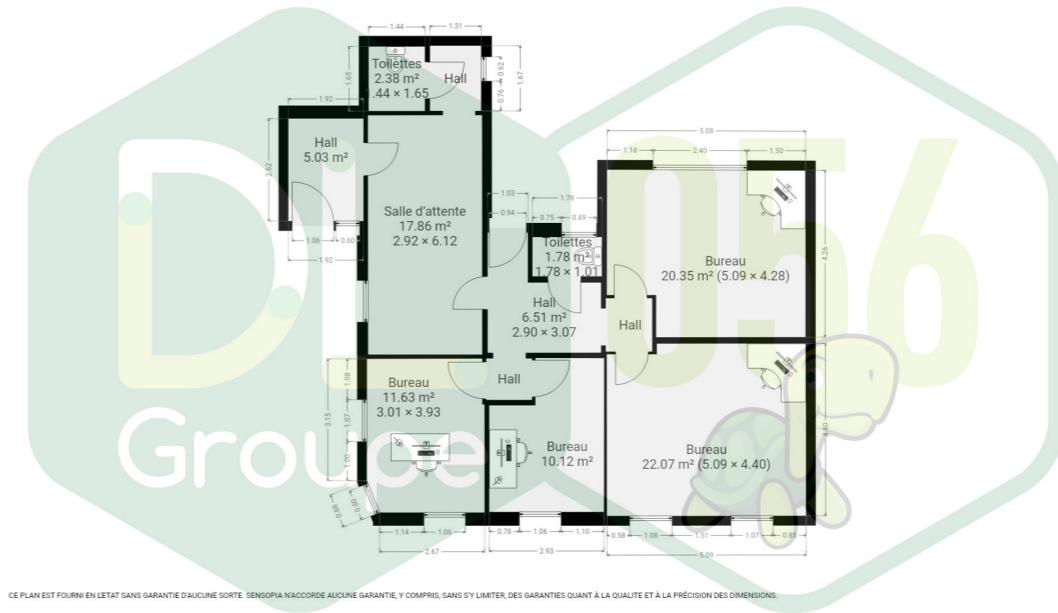 1.44
1.31
Toilettes
2.38 m²
.44 × 1.65
Hall
1.65
0.62
0.76
1.67
1.92
Hall
5.03 m²
2.62
1.06
0.60
1.92
Salle d'attente
17.86 m²
2.92 × 6.12
1.03
0.94
1.78
0.75
0.89
Toilettes
1.78 m²
1.78 × 1.01
5.08
1.18
2.40
1.50
Bureau
20.35 m² (5.09 × 4.28)
4.26
Hall
6.51 m²
2.90 × 3.07
Hall
Hall
Bureau
11.63 m²
3.01 × 3.93
1.08
1.07
1.00
3.15
0.80
0.88
Bureau
10.12 m²
Bureau
22.07 m² (5.09 × 4.40)
1.14
1.06
2.67
0.78
1.06
1.10
2.93
0.58
1.08
1.51
1.07
0.85
5.09
Di
Groupe
056
CE PLAN EST FOURNI EN L'ETAT SANS GARANTIE D'AUCUNE SORTE. SENSOPIA N'ACCORDE AUCUNE GARANTIE, Y COMPRIS, SANS S'Y LIMITER, DES GARANTIES QUANT À LA QUALITE ET À LA PRÉCISION DES DIMENSIONS.